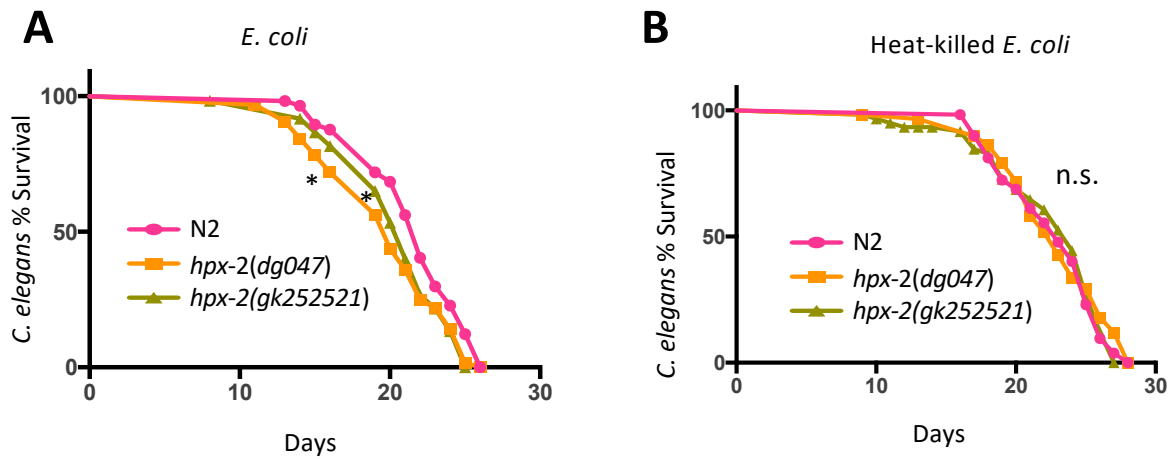 A
E. coli
C. elegans % Survival
100
50
0
0 10 20 30
Days
N2
hpx-2(dg047)
hpx-2(gk252521)
*
*
B
Heat-killed E. coli
C. elegans % Survival
100
50
0
0 10 20 30
Days
n.s.
N2
hpx-2(dg047)
hpx-2(gk252521)